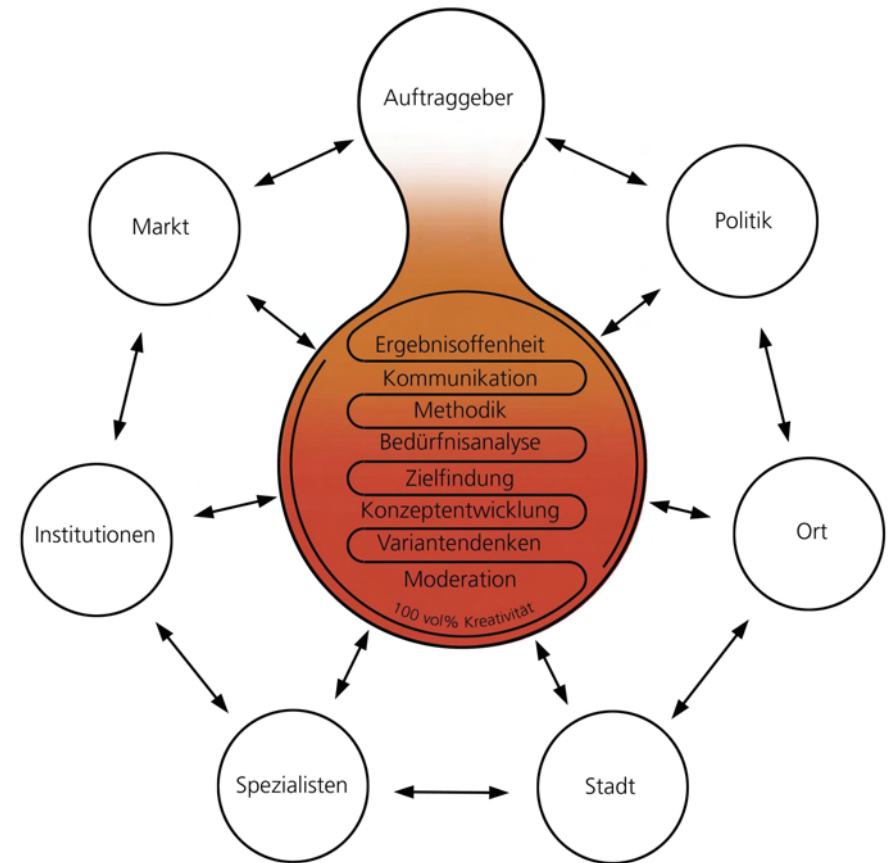 Auftraggeber
Markt
Politik
Ergebnisoffenheit
Kommunikation
Methodik
Bedürfnisanalyse
Zielfindung
Konzeptentwicklung
Variantendenken
Moderation
100 vol% Kreativität
Institutionen
Ort
Spezialisten
Stadt